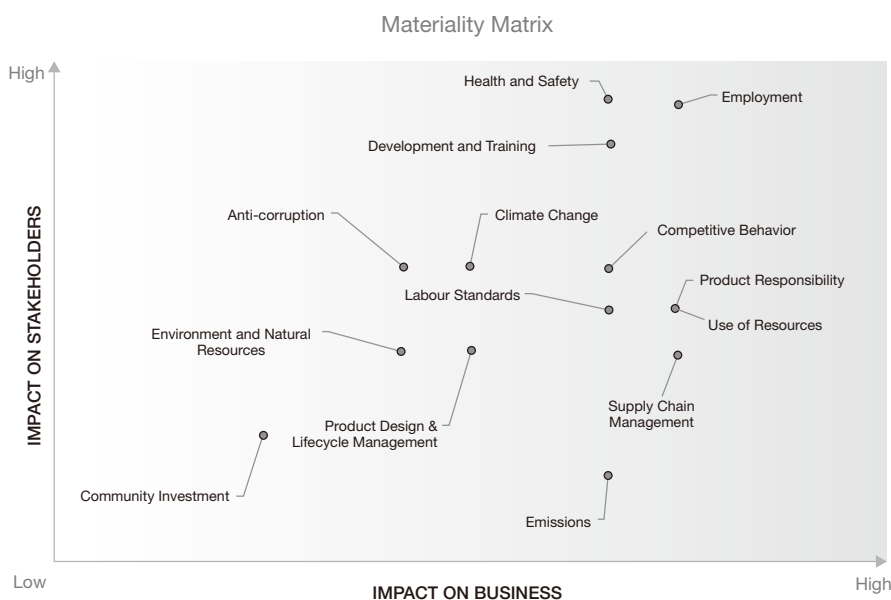 Materiality Matrix
High
Health and Safety
Employment
Development and Training
Anti-corruption
Climate Change
Competitive Behavior
Product Responsibility
Labour Standards
Use of Resources
Environment and Natural
Resources
Supply Chain
Management
Product Design &
Lifecycle Management
Community Investment
Emissions
IMPACT ON STAKEHOLDERS
Low
IMPACT ON BUSINESS
High